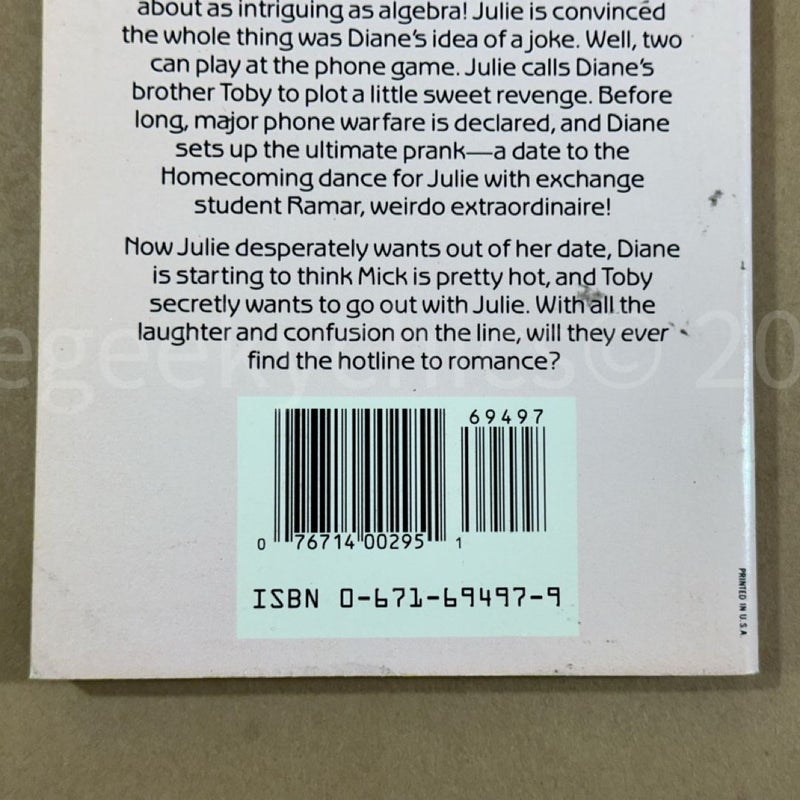 about as intriguing as algebra! Julie is convinced
the whole thing was Diane's idea of a joke. Well, two
can play at the phone game. Julie calls Diane's
brother Toby to plot a little sweet revenge. Before
long, major phone warfare is declared, and Diane
sets up the ultimate prank—a date to the
Homecoming dance for Julie with exchange
student Ramar, weirdo extraordinaire!
Now Julie desperately wants out of her date, Diane
is starting to think Mick is pretty hot, and Toby
secretly wants to go out with Julie. With all the
laughter and confusion on the line, will they ever
find the hotline to romance?
69497
0 76714 00295 1
ISBN 0-671-69497-9
PRINTED IN U.S.A.